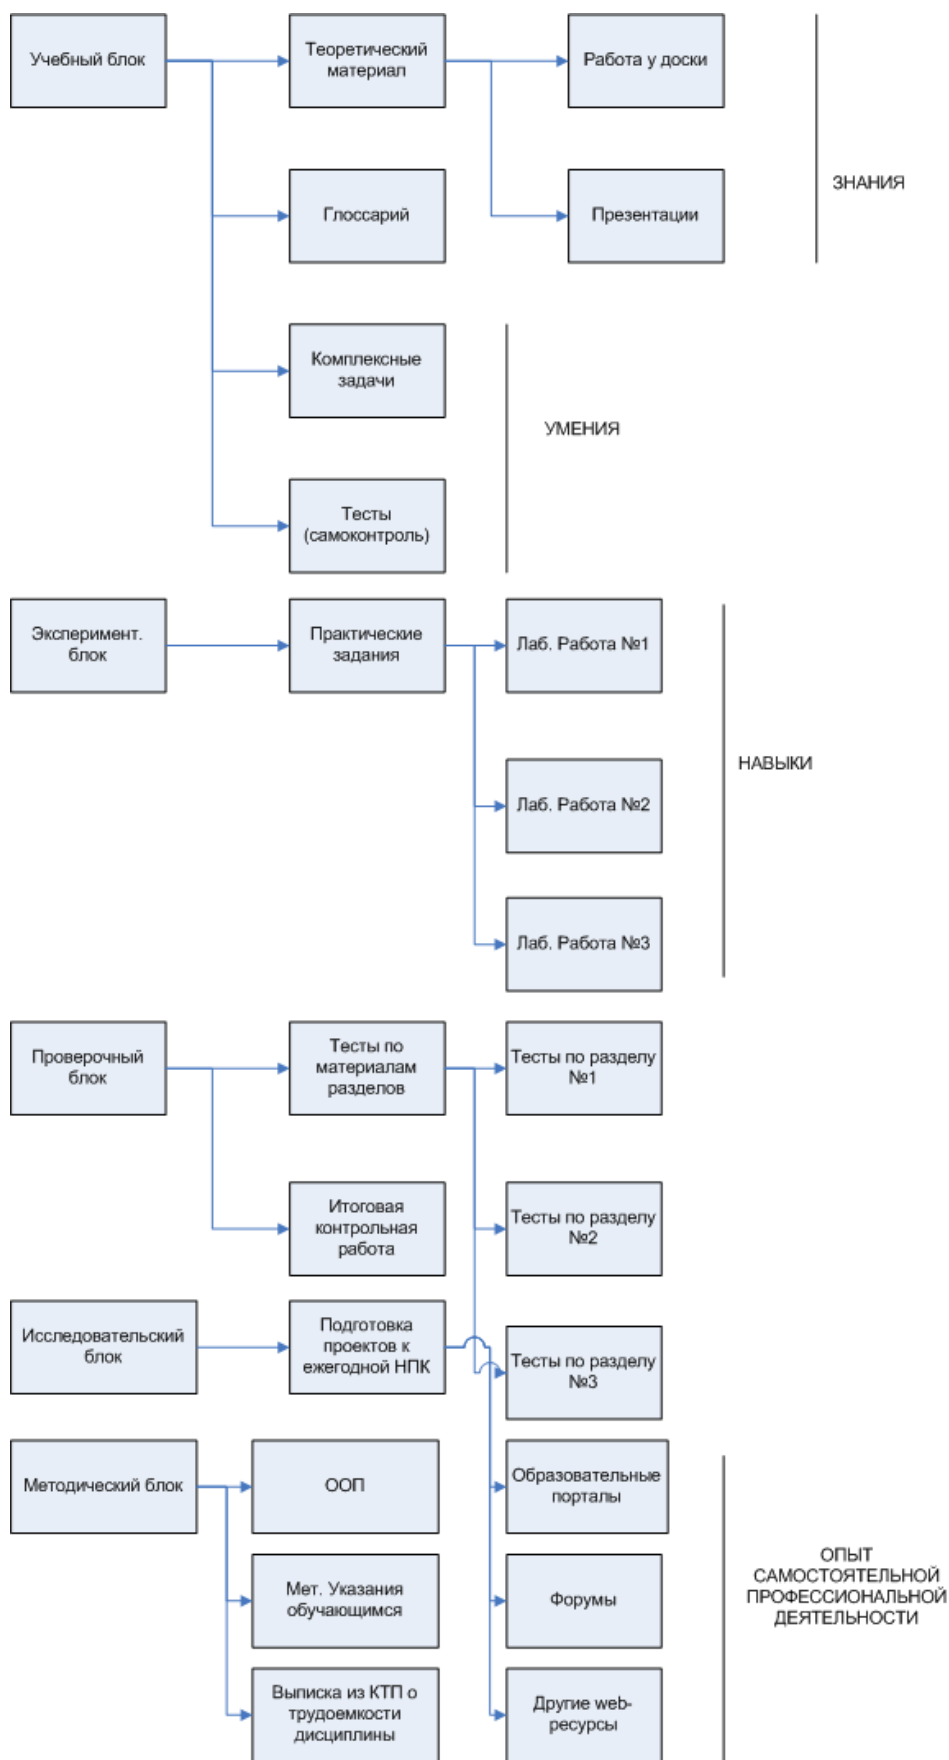 Учебный блок
Теоретический
материал
Работа у доски
Глоссарий
Презентации
ЗНАНИЯ
Комплексные
задачи
Тесты
(самоконтроль)
УМЕНИЯ
Эксперимент.
блок
Практические
задания
Лаб. Работа №1
Лаб. Работа №2
Лаб. Работа №3
НАВЫКИ
Проверочный
блок
Тесты по
материалам
разделов
Тесты по разделу
№1
Итоговая
контрольная
работа
Тесты по разделу
№2
Исследовательский
блок
Подготовка
проектов к
ежегодной НПК
Тесты по разделу
№3
Методический блок
ООП
Образовательные
порталы
Мет. Указания
обучающимся
Форумы
Выписка из КТП о
трудоемкости
дисциплины
Другие web-
ресурсы
ОПЫТ
САМОСТОЯТЕЛЬНОЙ
ПРОФЕССИОНАЛЬНОЙ
ДЕЯТЕЛЬНОСТИ